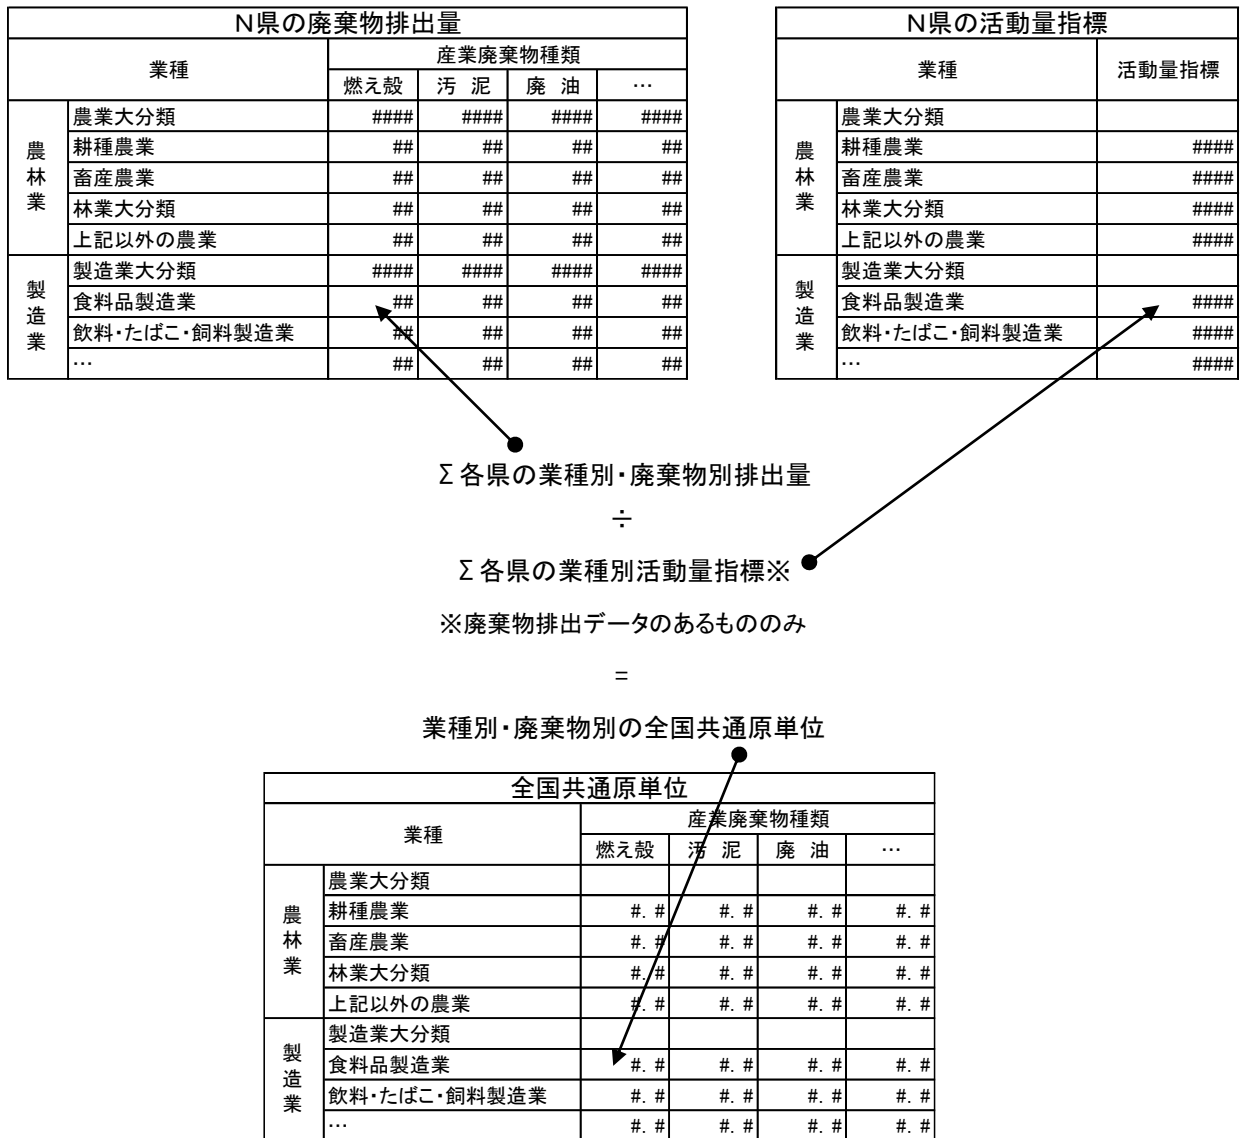 N県の廃棄物排出量
業種 産業廃棄物種類
燃え殻 汚 泥 廃 油 …
農林業
農業大分類 #### #### #### ####
耕種農業 ## ## ## ##
畜産農業 ## ## ## ##
林業大分類 ## ## ## ##
上記以外の農業 ## ## ## ##
製造業
製造業大分類 #### #### #### ####
食料品製造業 ## ## ## ##
飲料・たばこ・飼料製造業 ## ## ## ##
… ## ## ## ##
N県の活動量指標
業種 活動量指標
農林業
農業大分類
耕種農業 ####
畜産農業 ####
林業大分類 ####
上記以外の農業 ####
製造業
製造業大分類
食料品製造業 ####
飲料・たばこ・飼料製造業 ####
… ####
Σ各県の業種別・廃棄物別排出量
÷
Σ各県の業種別活動量指標※
※廃棄物排出データのあるもののみ
=
業種別・廃棄物別の全国共通原単位
全国共通原単位
業種 産業廃棄物種類
燃え殻 汚 泥 廃 油 …
農林業
農業大分類
耕種農業 #. # #. # #. # #. #
畜産農業 #. # #. # #. # #. #
林業大分類 #. # #. # #. # #. #
上記以外の農業 #. # #. # #. # #. #
製造業
製造業大分類
食料品製造業 #. # #. # #. # #. #
飲料・たばこ・飼料製造業 #. # #. # #. # #. #
… #. # #. # #. # #. #